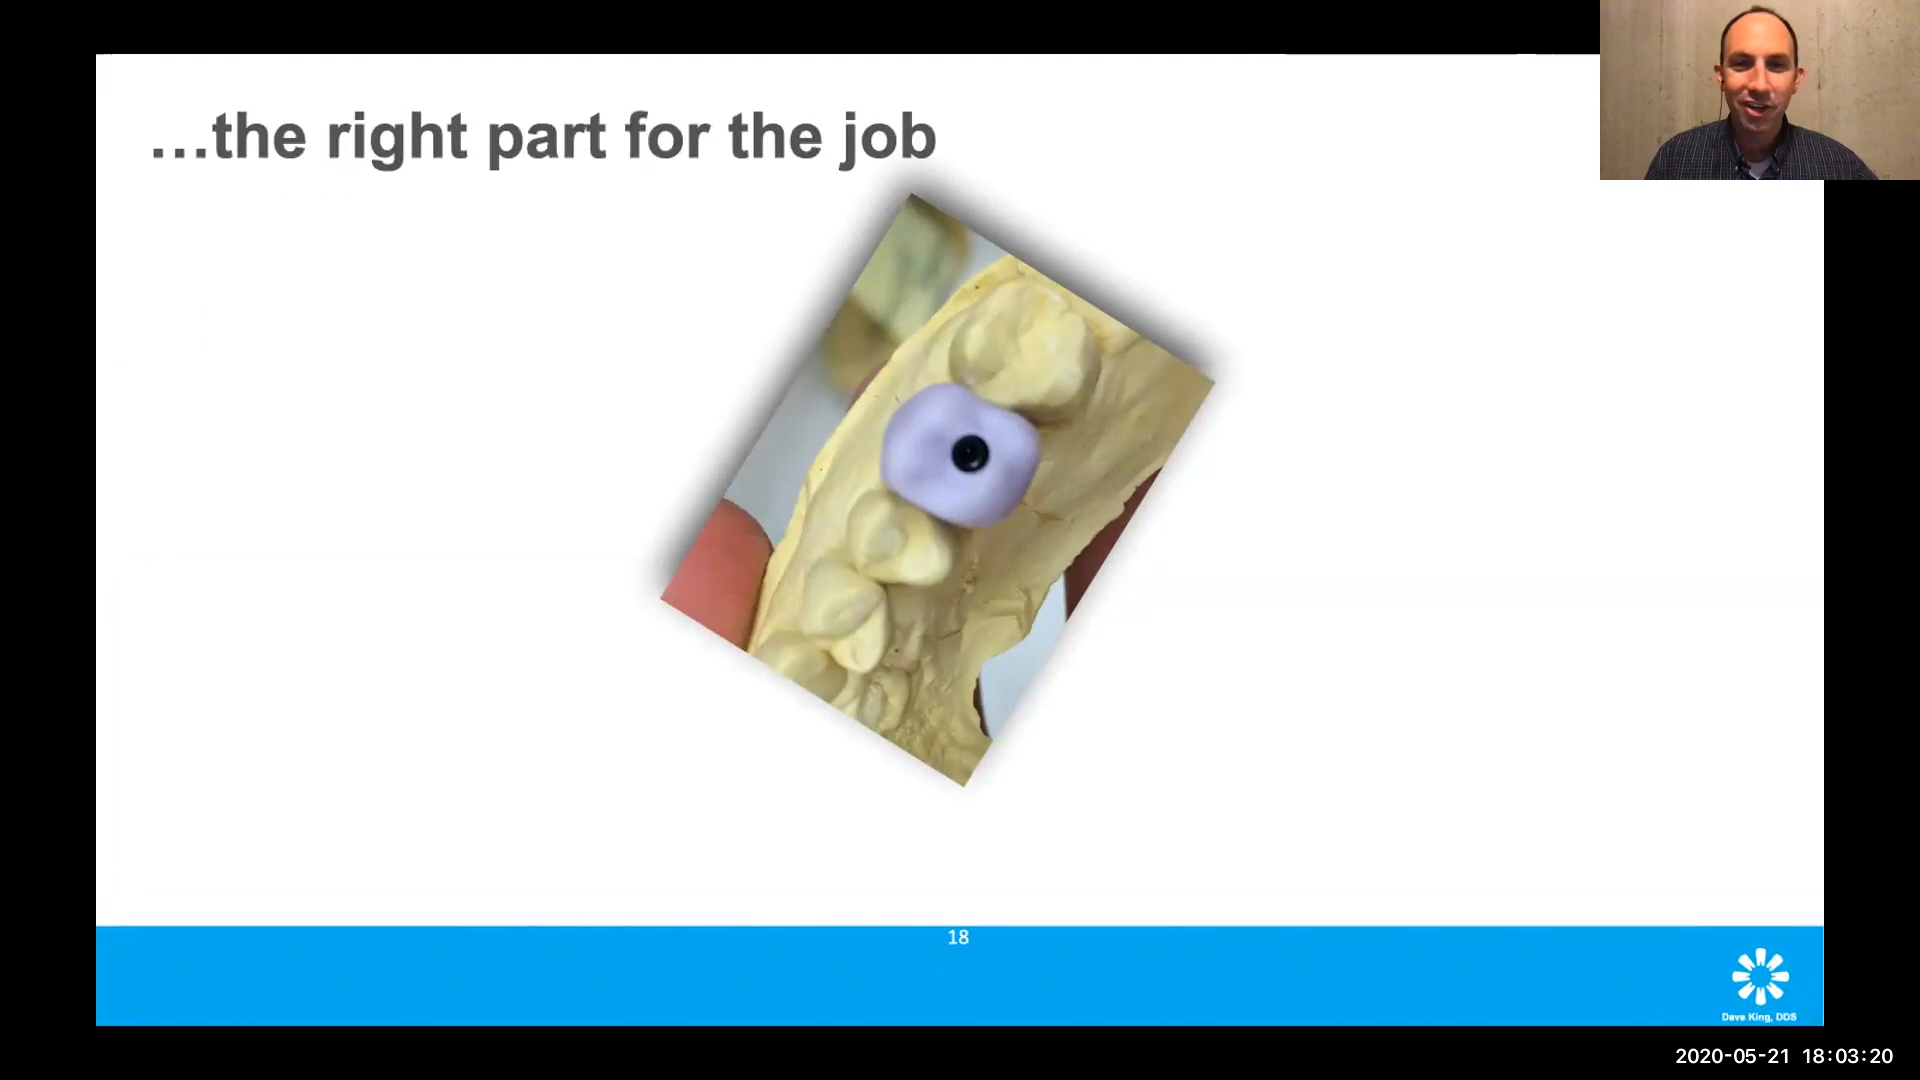 …the right part for the job
18
Dave King, DDS
2020-05-21 18:03:20